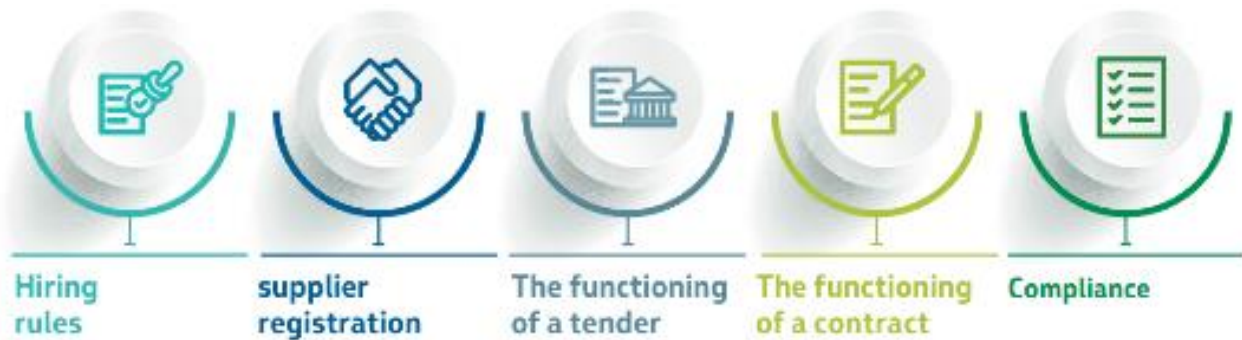 Hiring
rules
supplier
registration
The functioning
of a tender
The functioning
of a contract
Compliance